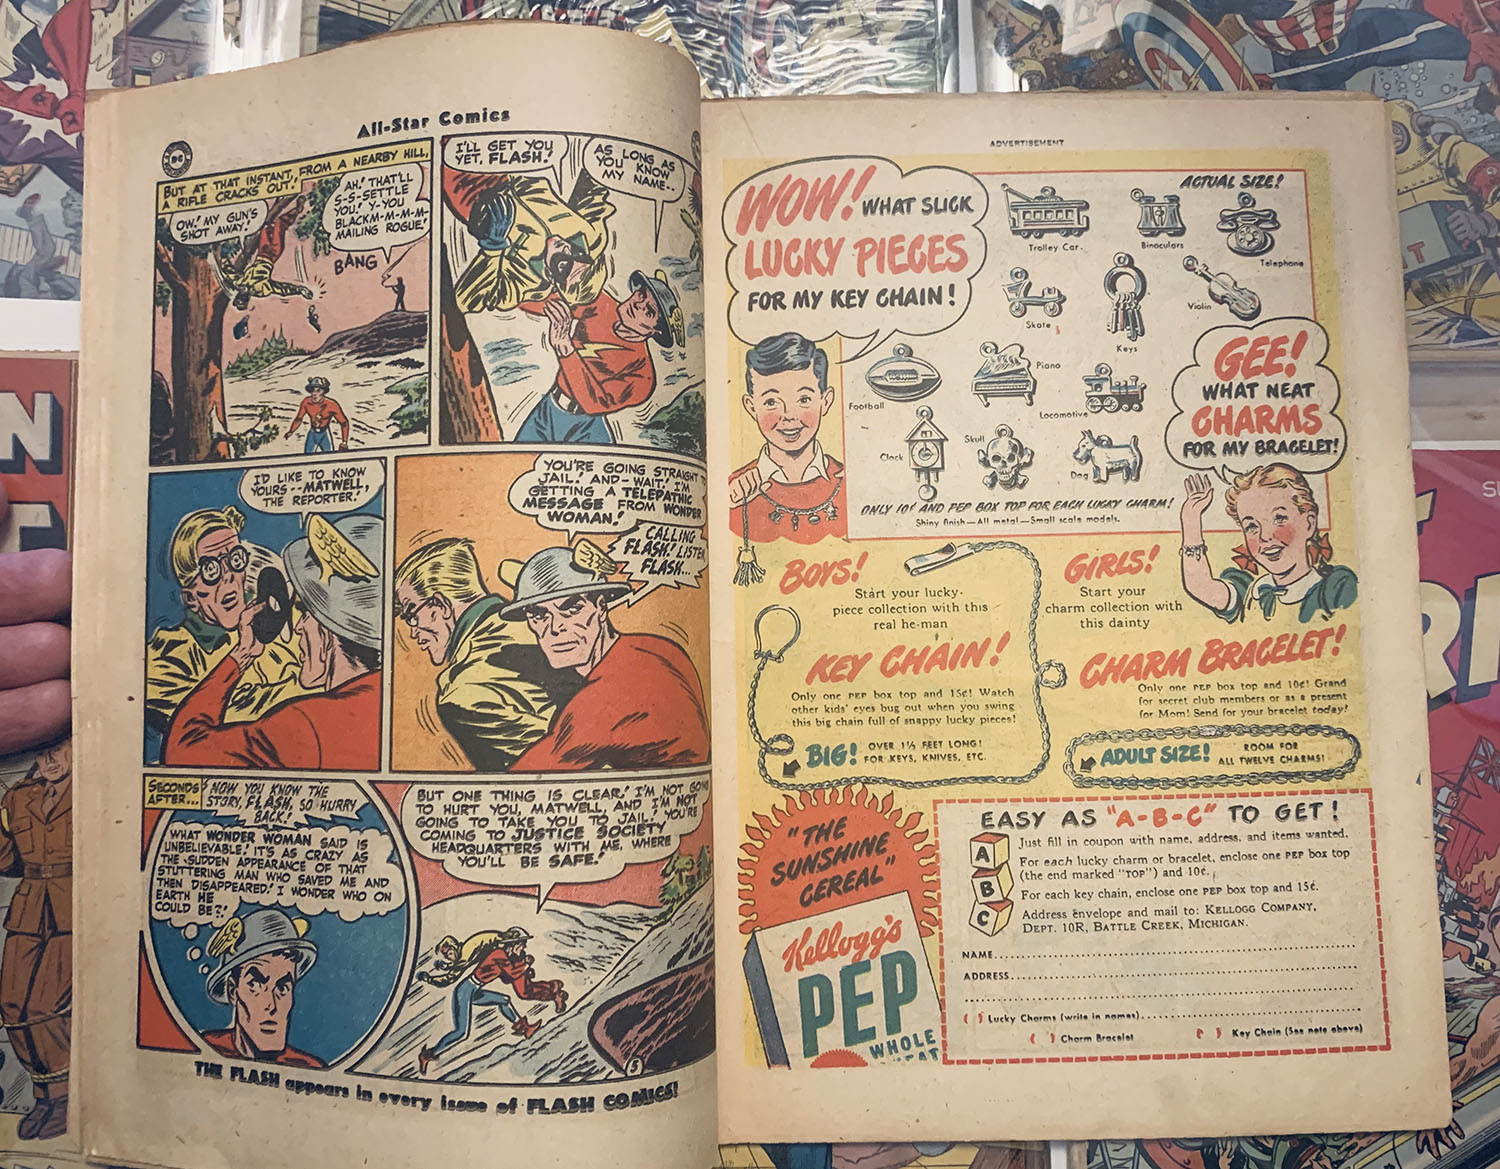 All-Star Comics
DC
BUT AT THAT INSTANT, FROM A NEARBY HILL,
A RIFLE CRACKS OUT!
OW! MY GUN'S
SHOT AWAY!
AH! THAT'LL
S-S-SETTLE
YOU! Y-YOU
BLACKM-M-M-M-
MAILING ROGUE!
BANG
I'LL GET YOU
YET, FLASH!
AS LONG AS
YOU KNOW
MY NAME--
I'D LIKE TO KNOW
YOURS -- MATWELL,
THE REPORTER!
YOU'RE GOING STRAIGHT TO
JAIL! AND - WAIT! I'M
GETTING A TELEPATHIC
MESSAGE FROM WONDER
WOMAN!
CALLING
FLASH! LISTEN,
FLASH...
SECONDS
AFTER...
NOW YOU KNOW THE
STORY, FLASH, SO HURRY
BACK!
WHAT WONDER WOMAN SAID IS
UNBELIEVABLE! IT'S AS CRAZY AS
THE SUDDEN APPEARANCE OF THAT
STUTTERING MAN WHO SAVED ME AND
THEN DISAPPEARED! I WONDER WHO ON
EARTH HE
COULD BE?!
BUT ONE THING IS CLEAR! I'M NOT GOING
TO HURT YOU, MATWELL, AND I'M NOT
GOING TO TAKE YOU TO JAIL! YOU'RE
COMING TO JUSTICE SOCIETY
HEADQUARTERS WITH ME, WHERE
YOU'LL BE SAFE!
5
THE FLASH appears in every issue of FLASH COMICS!
ADVERTISEMENT
WOW! WHAT SLICK
LUCKY PIECES
FOR MY KEY CHAIN!
ACTUAL SIZE!
Trolley Car
Binoculars
Telephone
Skate
Keys
Violin
Football
Piano
Locomotive
Clock
Skull
Dog
ONLY 10¢ AND PEP BOX TOP FOR EACH LUCKY CHARM!
Shiny finish—All metal—Small scale models.
GEE!
WHAT NEAT
CHARMS
FOR MY BRACELET!
BOYS!
Start your lucky-
piece collection with this
real he-man
KEY CHAIN!
Only one PEP box top and 15¢! Watch
other kids' eyes bug out when you swing
this big chain full of snappy lucky pieces!
BIG! OVER 1½ FEET LONG!
FOR KEYS, KNIVES, ETC.
GIRLS!
Start your
charm collection with
this dainty
CHARM BRACELET!
Only one PEP box top and 10¢! Grand
for secret club members or as a present
for Mom! Send for your bracelet today!
ADULT SIZE! ROOM FOR
ALL TWELVE CHARMS!
"THE
SUNSHINE
CEREAL"
Kellogg's
PEP
WHOLE
EASY AS "A-B-C" TO GET!
A
B
C
Just fill in coupon with name, address, and items wanted.
For each lucky charm or bracelet, enclose one PEP box top
(the end marked "TOP") and 10¢.
For each key chain, enclose one PEP box top and 15¢.
Address envelope and mail to: KELLOGG COMPANY,
DEPT. 10R, BATTLE CREEK, MICHIGAN.
NAME
ADDRESS
( ) Lucky Charms (write in names)
( ) Charm Bracelet
( ) Key Chain (See note above)